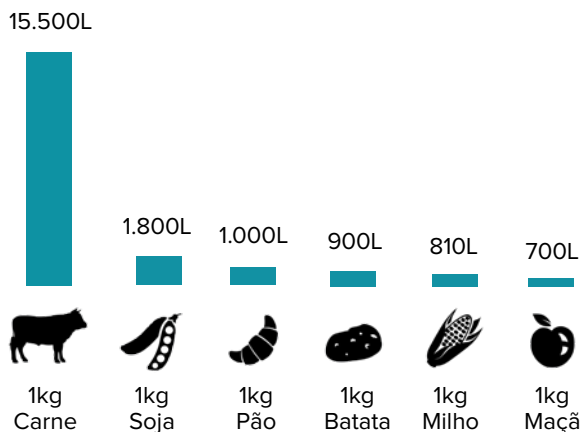 15.500L
1.800L
1.000L
900L
810L
700L
1kg
Carne
1kg
Soja
1kg
Pão
1kg
Batata
1kg
Milho
1kg
Maçã